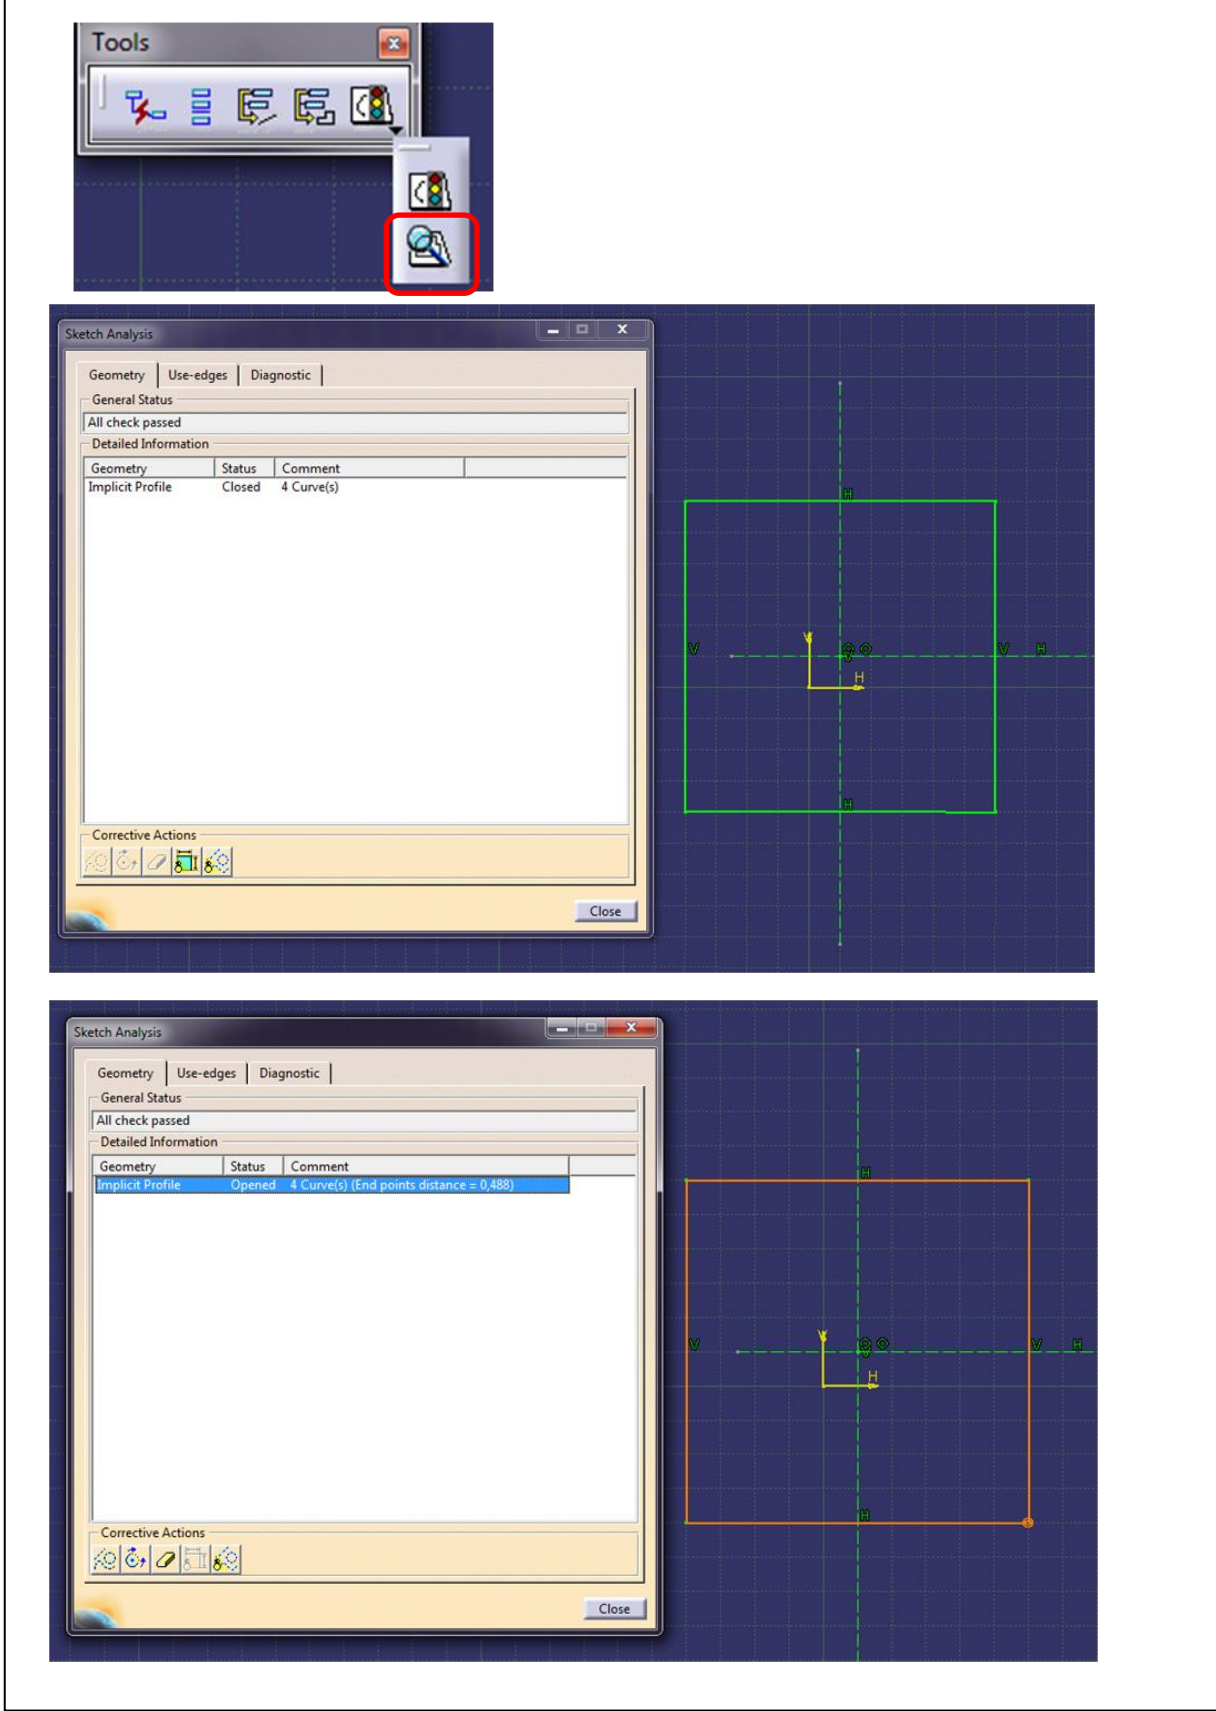 Tools
Sketch Analysis
Geometry Use-edges Diagnostic
General Status
All check passed
Detailed Information
Geometry Status Comment
Implicit Profile Closed 4 Curve(s)
Corrective Actions
Close
H
V V H
V
H
H
Sketch Analysis
Geometry Use-edges Diagnostic
General Status
All check passed
Detailed Information
Geometry Status Comment
Implicit Profile Opened 4 Curve(s) (End points distance = 0,488)
Corrective Actions
Close
H
V V H
V
H
H